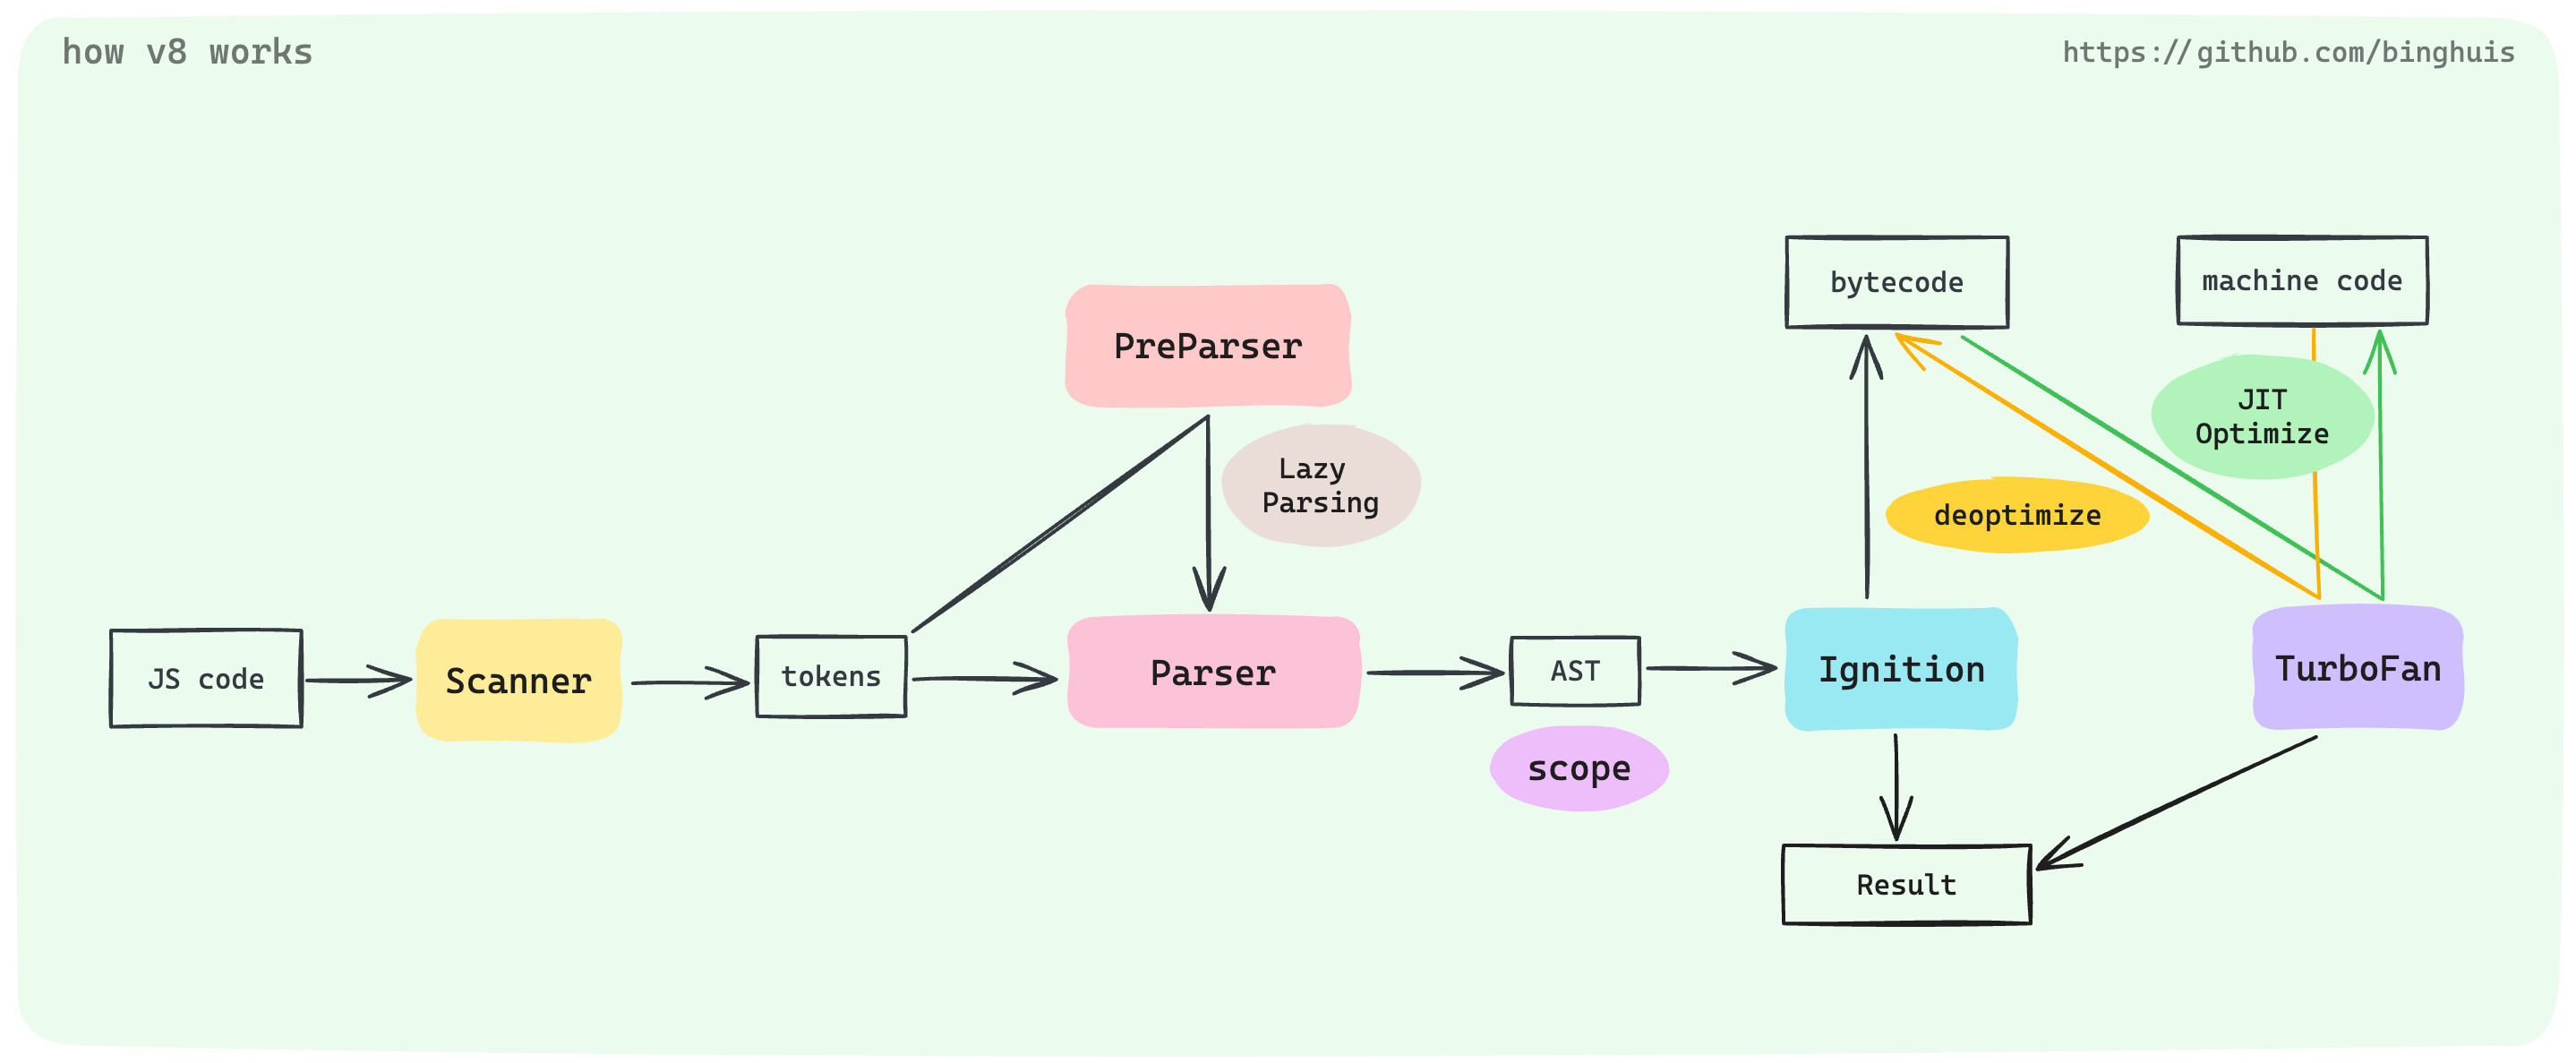 how v8 works
https://github.com/binghuis
bytecode
machine code
PreParser
JIT
Optimize
Lazy
Parsing
deoptimize
JS code
Scanner
tokens
Parser
AST
Ignition
TurboFan
scope
Result